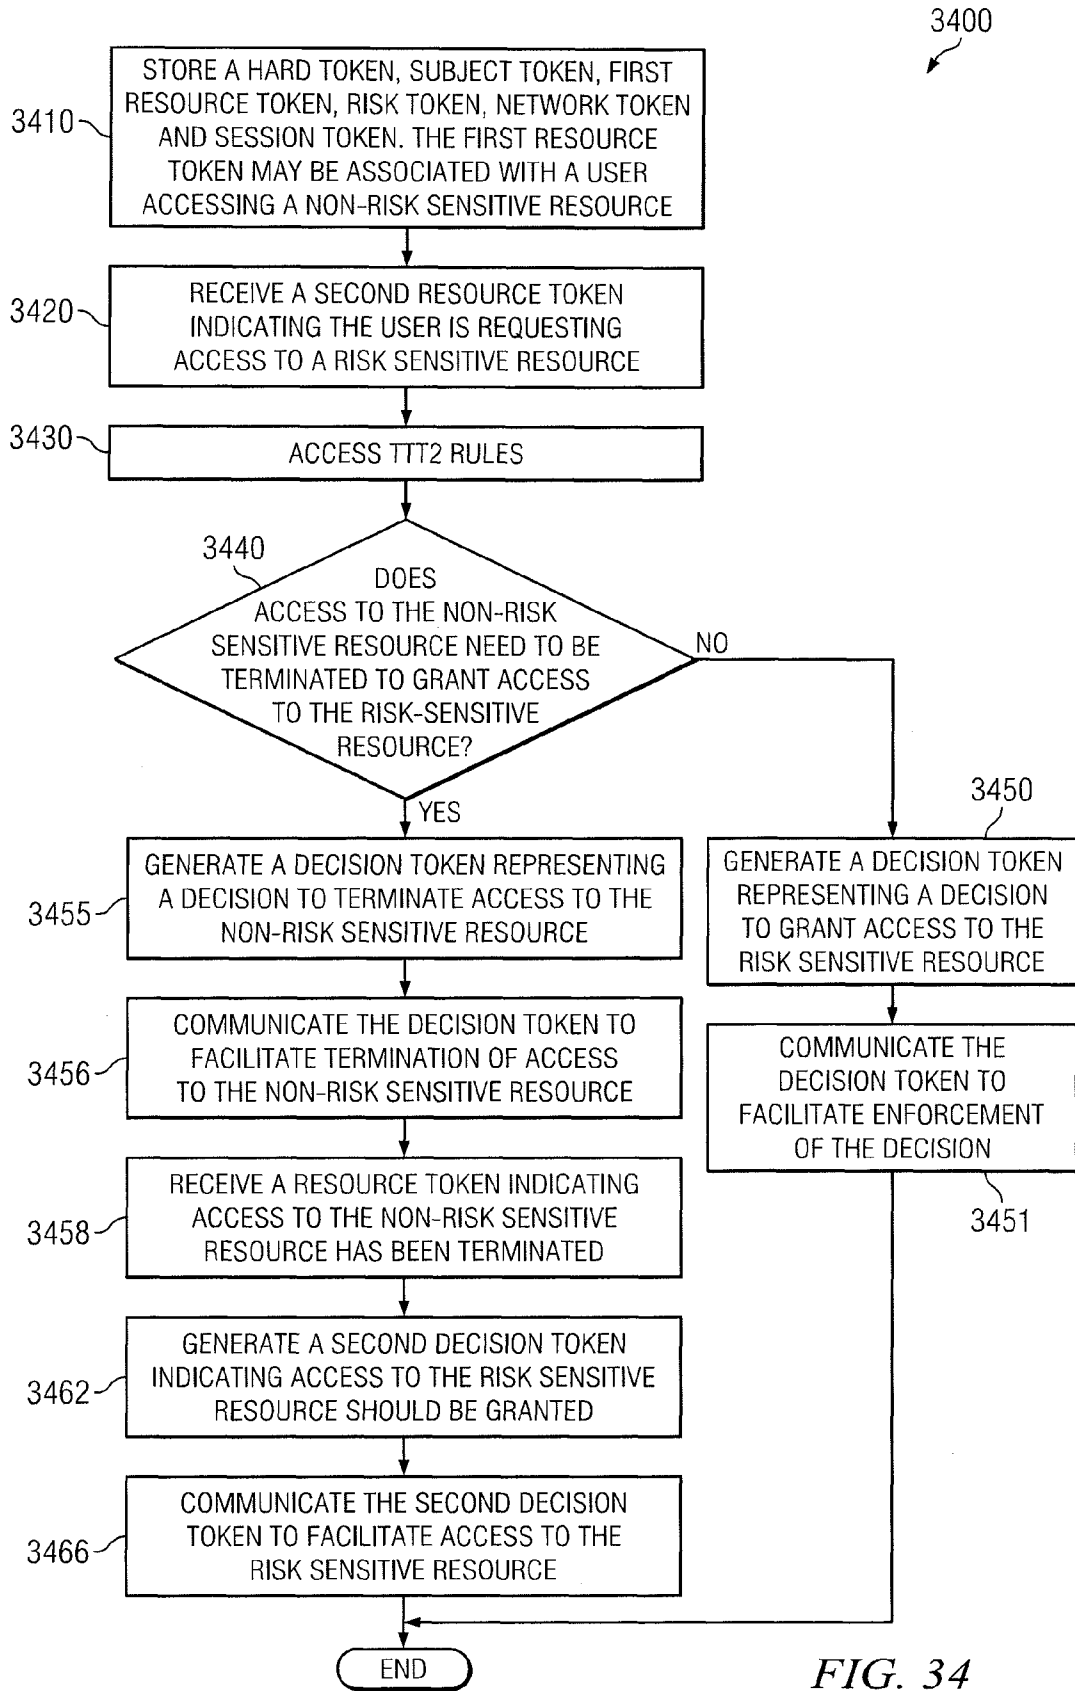 3400
STORE A HARD TOKEN, SUBJECT TOKEN, FIRST
RESOURCE TOKEN, RISK TOKEN, NETWORK TOKEN
AND SESSION TOKEN. THE FIRST RESOURCE
TOKEN MAY BE ASSOCIATED WITH A USER
ACCESSING A NON-RISK SENSITIVE RESOURCE
3410
RECEIVE A SECOND RESOURCE TOKEN
INDICATING THE USER IS REQUESTING
ACCESS TO A RISK SENSITIVE RESOURCE
3420
3430
ACCESS TTT2 RULES
3440
DOES
ACCESS TO THE NON-RISK
SENSITIVE RESOURCE NEED TO BE
TERMINATED TO GRANT ACCESS
TO THE RISK-SENSITIVE
RESOURCE?
NO
YES
3450
GENERATE A DECISION TOKEN
REPRESENTING A DECISION
TO GRANT ACCESS TO THE
RISK SENSITIVE RESOURCE
COMMUNICATE THE
DECISION TOKEN TO
FACILITATE ENFORCEMENT
OF THE DECISION
3451
GENERATE A DECISION TOKEN REPRESENTING
A DECISION TO TERMINATE ACCESS TO THE
NON-RISK SENSITIVE RESOURCE
3455
COMMUNICATE THE DECISION TOKEN TO
FACILITATE TERMINATION OF ACCESS
TO THE NON-RISK SENSITIVE RESOURCE
3456
RECEIVE A RESOURCE TOKEN INDICATING
ACCESS TO THE NON-RISK SENSITIVE
RESOURCE HAS BEEN TERMINATED
3458
GENERATE A SECOND DECISION TOKEN
INDICATING ACCESS TO THE RISK SENSITIVE
RESOURCE SHOULD BE GRANTED
3462
COMMUNICATE THE SECOND DECISION
TOKEN TO FACILITATE ACCESS TO THE
RISK SENSITIVE RESOURCE
3466
END
FIG. 34